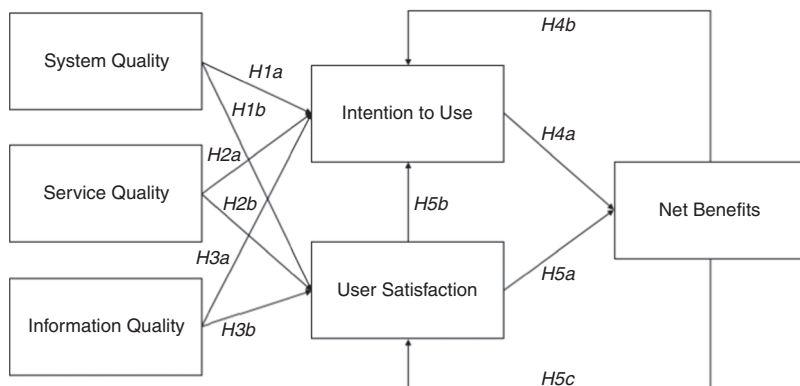 H4b
System Quality
H1a
H1b
Intention to Use
H4a
H2a
Service Quality
H2b
H5b
Net Benefits
H3a
H5a
User Satisfaction
Information Quality
H3b
H5c